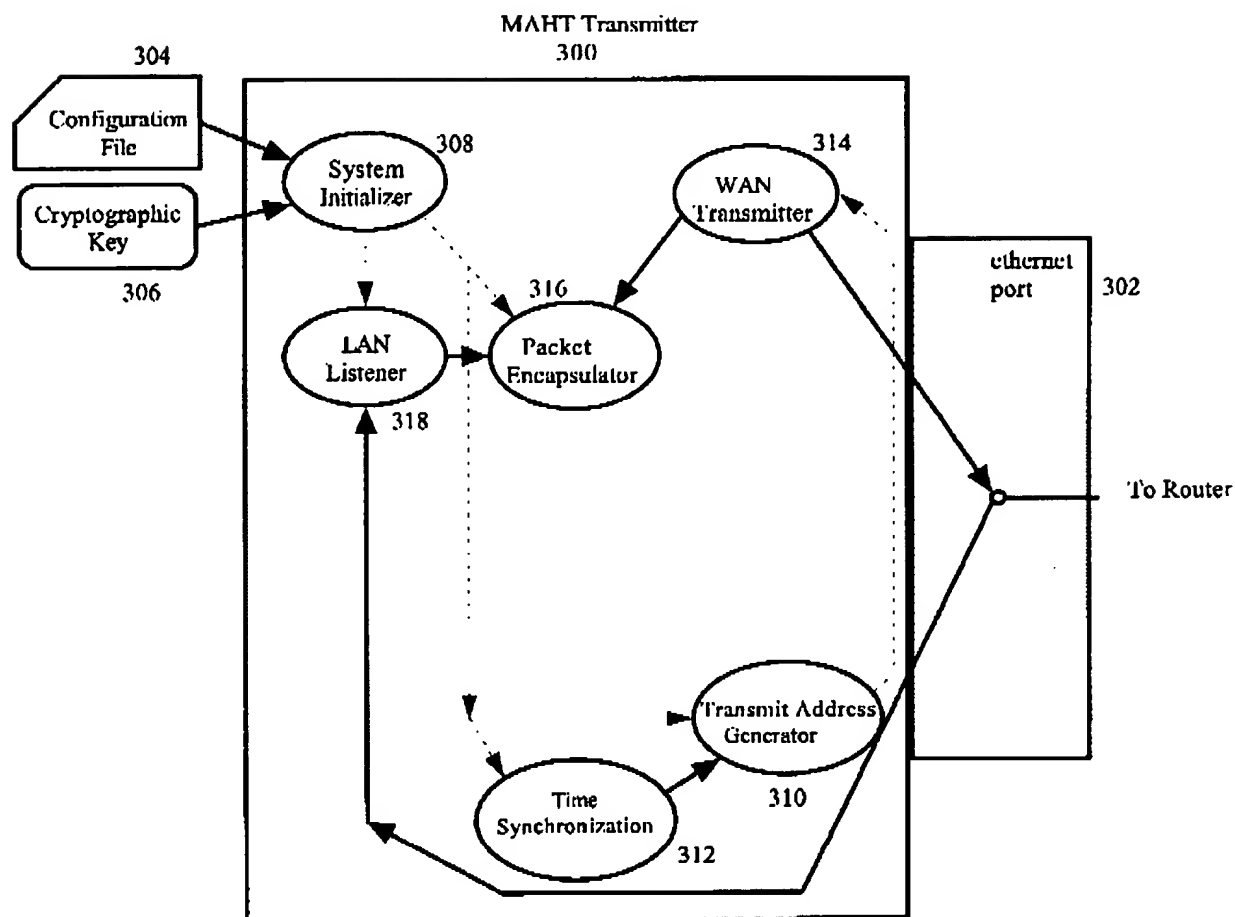 MAHT Transmitter
300
304
Configuration
File
308
System
Initializer
314
WAN
Transmitter
Cryptographic
Key
306
ethernet
port
302
316
LAN
Listener
Packet
Encapsulator
318
To Router
Transmit Address
Generator
310
Time
Synchronization
312